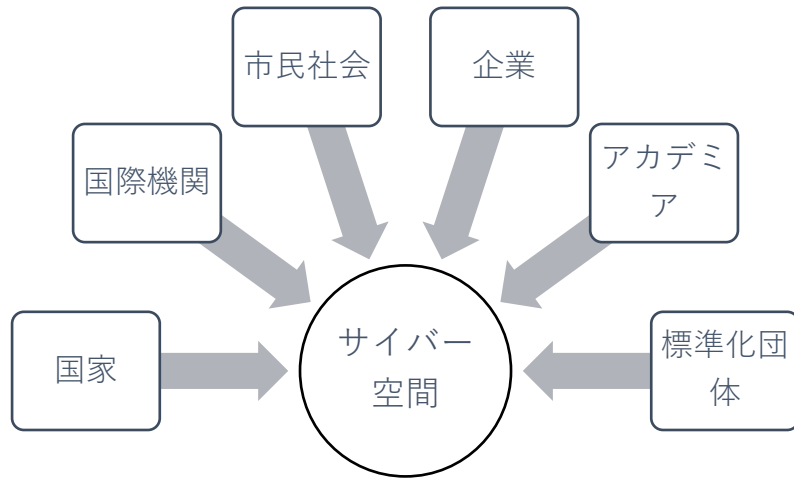 市民社会
企業
国際機関
アカデミ
ア
国家
サイバー
空間
標準化団
体